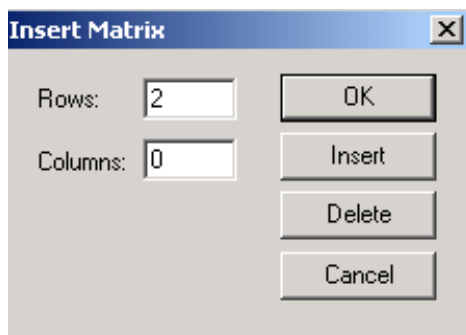 Insert Matrix
Rows: 2
OK
Columns: 0
Insert
Delete
Cancel